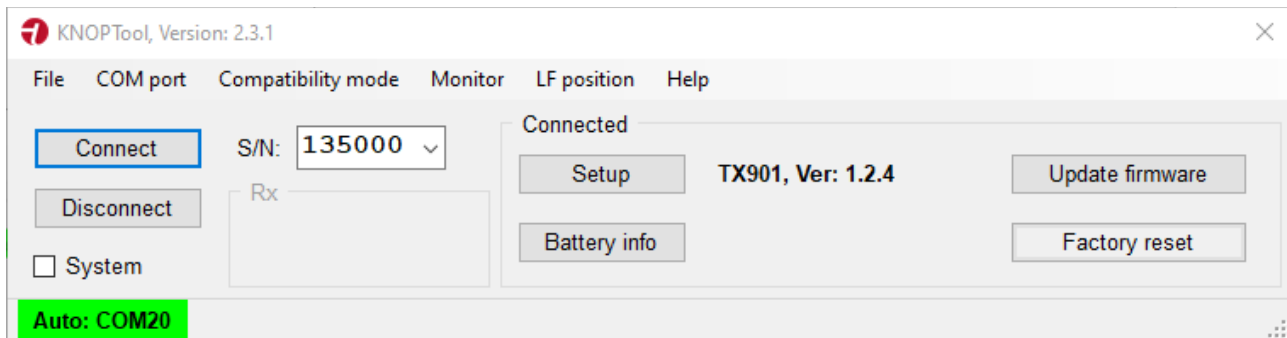 KNOPTool, Version: 2.3.1
File COM port Compatibility mode Monitor LF position Help
Connect S/N: 135000
Disconnect
Rx
System
Connected
Setup TX901, Ver: 1.2.4 Update firmware
Battery info Factory reset
Auto: COM20